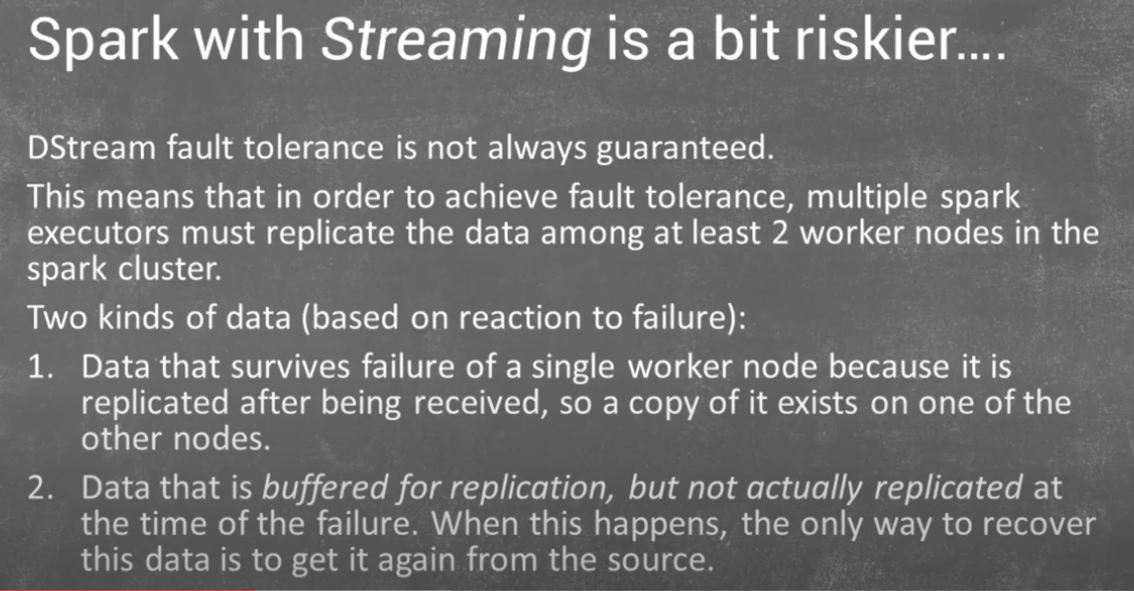 Spark with Streaming is a bit riskier....
DStream fault tolerance is not always guaranteed.
This means that in order to achieve fault tolerance, multiple spark
executors must replicate the data among at least 2 worker nodes in the
spark cluster.
Two kinds of data (based on reaction to failure):
1. Data that survives failure of a single worker node because it is
replicated after being received, so a copy of it exists on one of the
other nodes.
2. Data that is buffered for replication, but not actually replicated at
the time of the failure. When this happens, the only way to recover
this data is to get it again from the source.